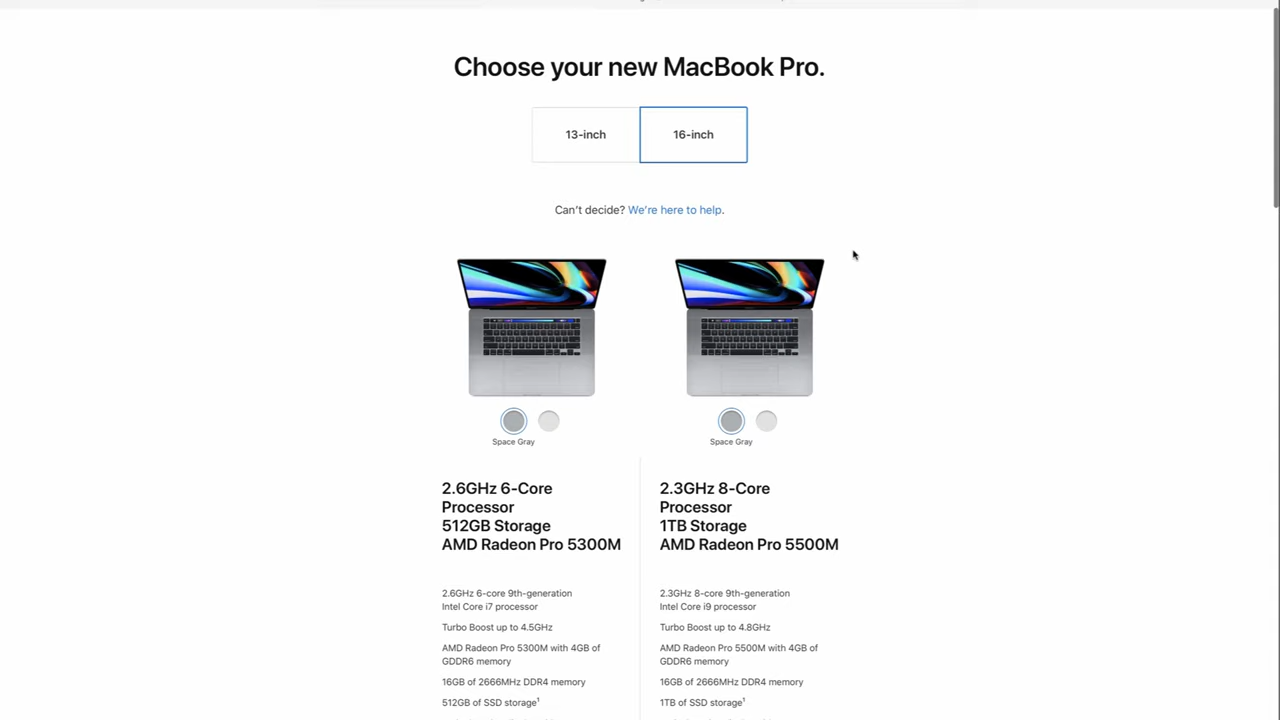 Choose your new MacBook Pro.
13-inch
16-inch
Can't decide? We're here to help.
Space Gray
Space Gray
2.6GHz 6-Core
Processor
512GB Storage
AMD Radeon Pro 5300M
2.6GHz 6-core 9th-generation
Intel Core i7 processor
Turbo Boost up to 4.5GHz
AMD Radeon Pro 5300M with 4GB of
GDDR6 memory
16GB of 2666MHz DDR4 memory
512GB of SSD storage¹
2.3GHz 8-Core
Processor
1TB Storage
AMD Radeon Pro 5500M
2.3GHz 8-core 9th-generation
Intel Core i9 processor
Turbo Boost up to 4.8GHz
AMD Radeon Pro 5500M with 4GB of
GDDR6 memory
16GB of 2666MHz DDR4 memory
1TB of SSD storage¹